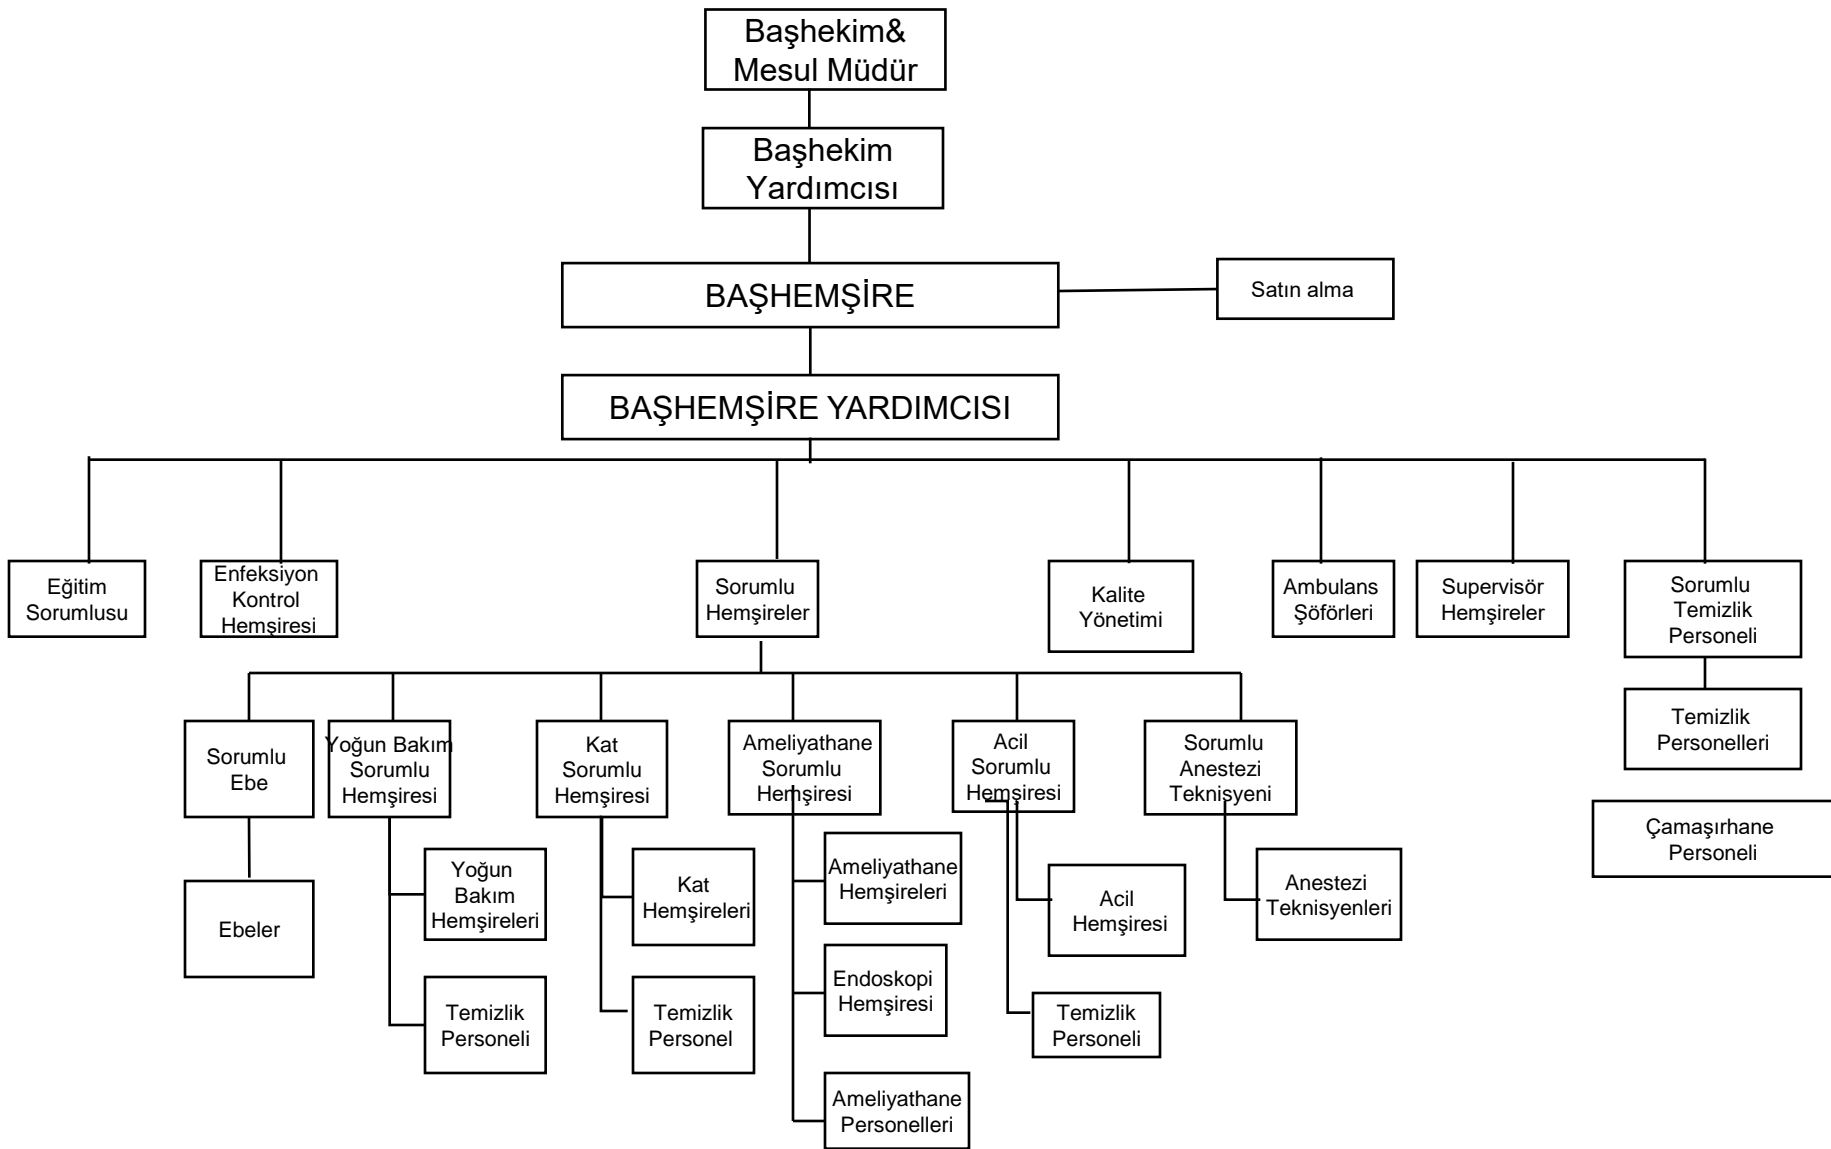 Başhekim&
Mesul Müdür
Başhekim
Yardımcısı
BAŞHEMŞİRE
Satın alma
BAŞHEMŞİRE YARDIMCISI
Eğitim
Sorumlusu
Enfeksiyon
Kontrol
Hemşiresi
Sorumlu
Hemşireler
Kalite
Yönetimi
Ambulans
Şöförleri
Supervisör
Hemşireler
Sorumlu
Temizlik
Personeli
Temizlik
Personelleri
Çamaşırhane
Personeli
Sorumlu
Ebe
Yoğun Bakım
Sorumlu
Hemşiresi
Kat
Sorumlu
Hemşiresi
Ameliyathane
Sorumlu
Hemşiresi
Acil
Sorumlu
Hemşiresi
Sorumlu
Anestezi
Teknisyeni
Ebeler
Yoğun
Bakım
Hemşireleri
Temizlik
Personeli
Kat
Hemşireleri
Temizlik
Personel
Ameliyathane
Hemşireleri
Endoskopi
Hemşiresi
Ameliyathane
Personelleri
Acil
Hemşiresi
Temizlik
Personeli
Anestezi
Teknisyenleri